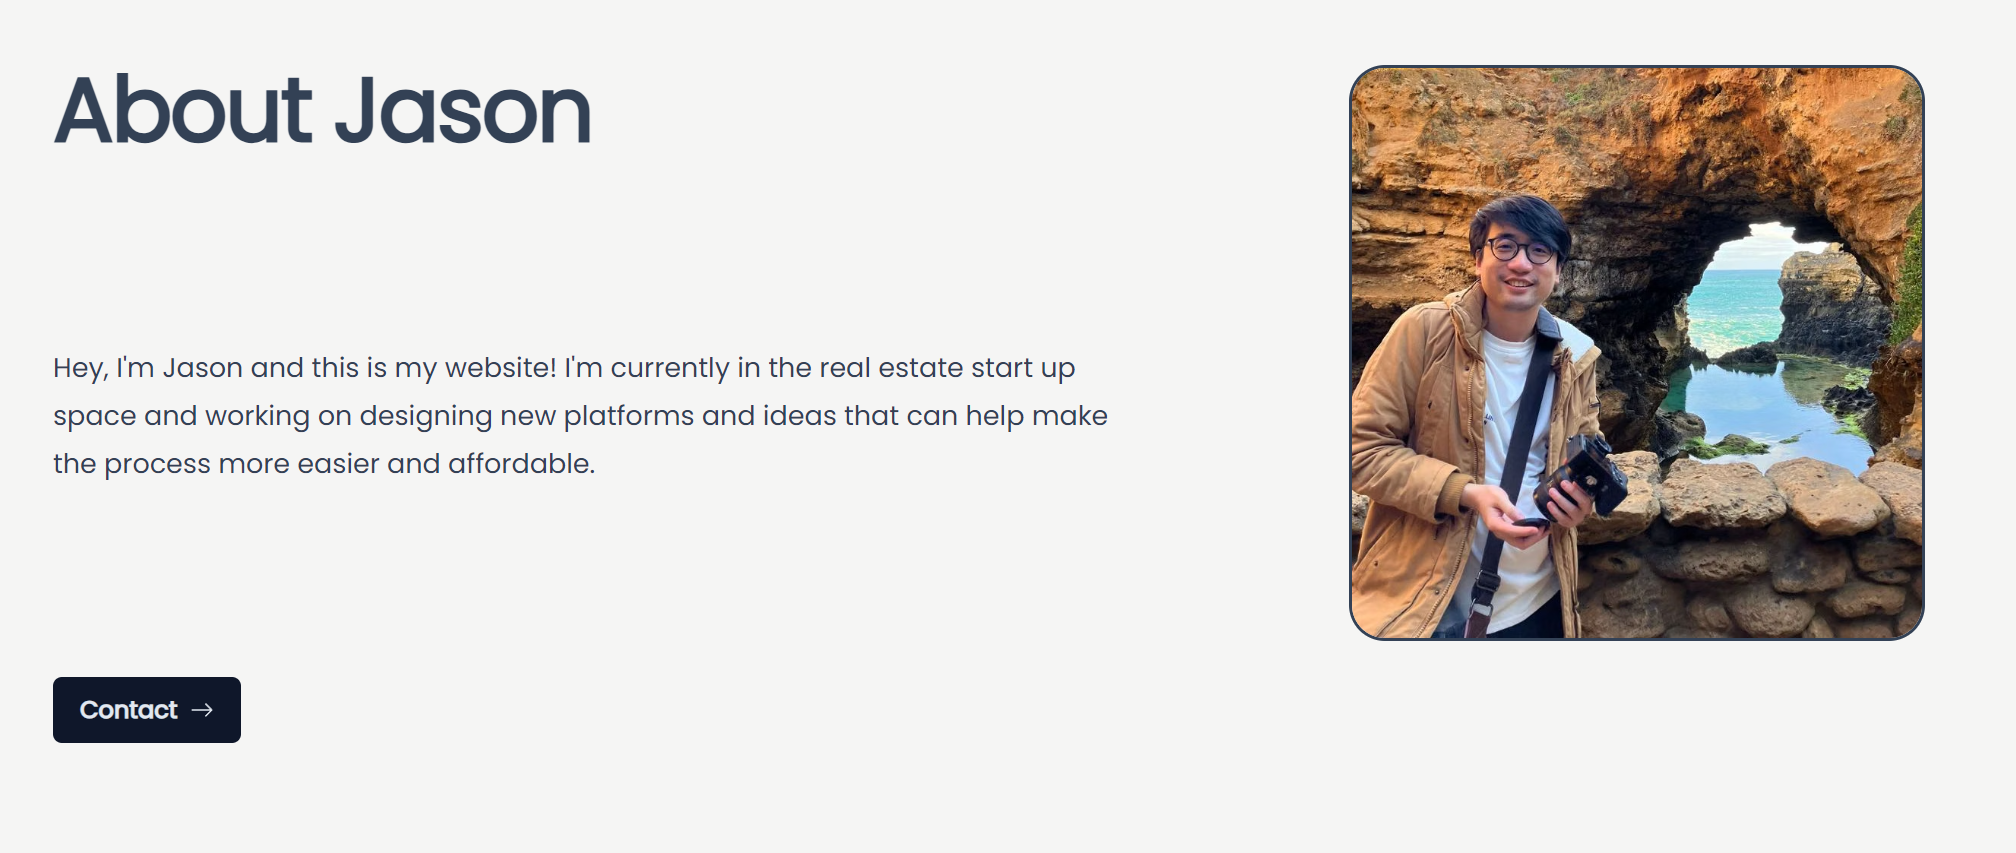 About Jason
Hey, I'm Jason and this is my website! I'm currently in the real estate start up
space and working on designing new platforms and ideas that can help make
the process more easier and affordable.
Contact →